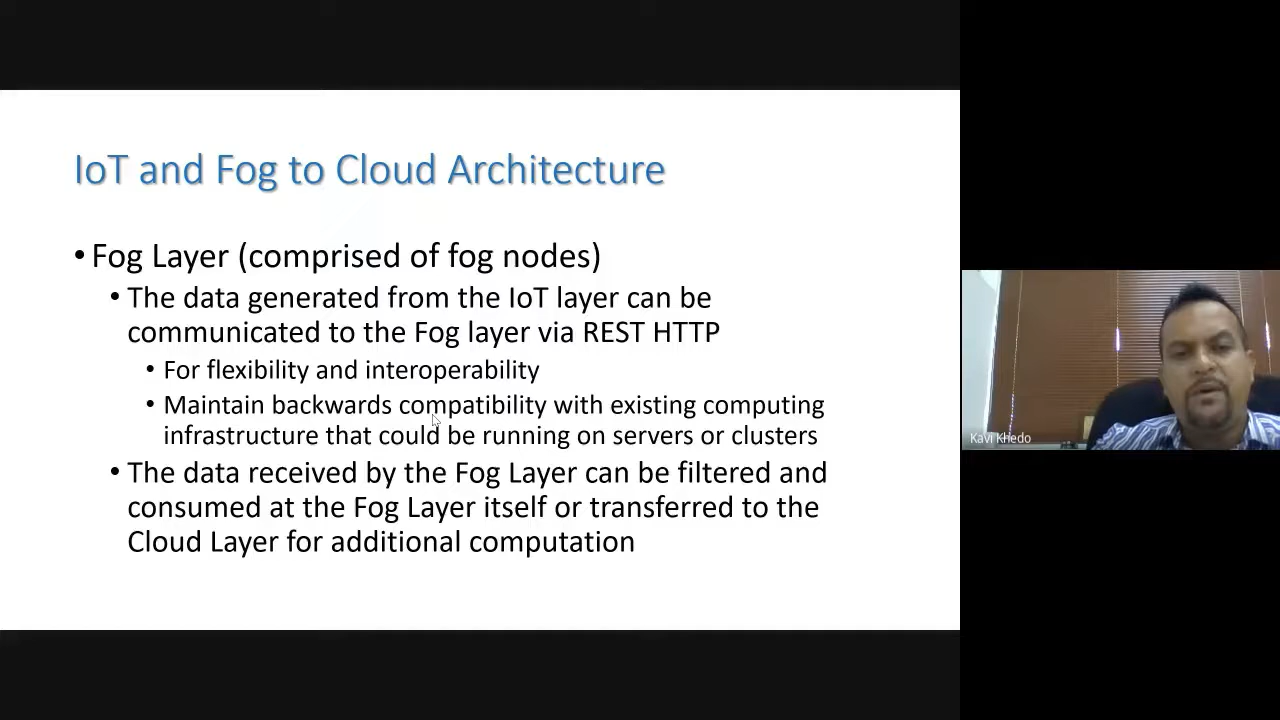 IoT and Fog to Cloud Architecture
• Fog Layer (comprised of fog nodes)
• The data generated from the IoT layer can be
communicated to the Fog layer via REST HTTP
• For flexibility and interoperability
• Maintain backwards compatibility with existing computing
infrastructure that could be running on servers or clusters
• The data received by the Fog Layer can be filtered and
consumed at the Fog Layer itself or transferred to the
Cloud Layer for additional computation
Kavi Khedo